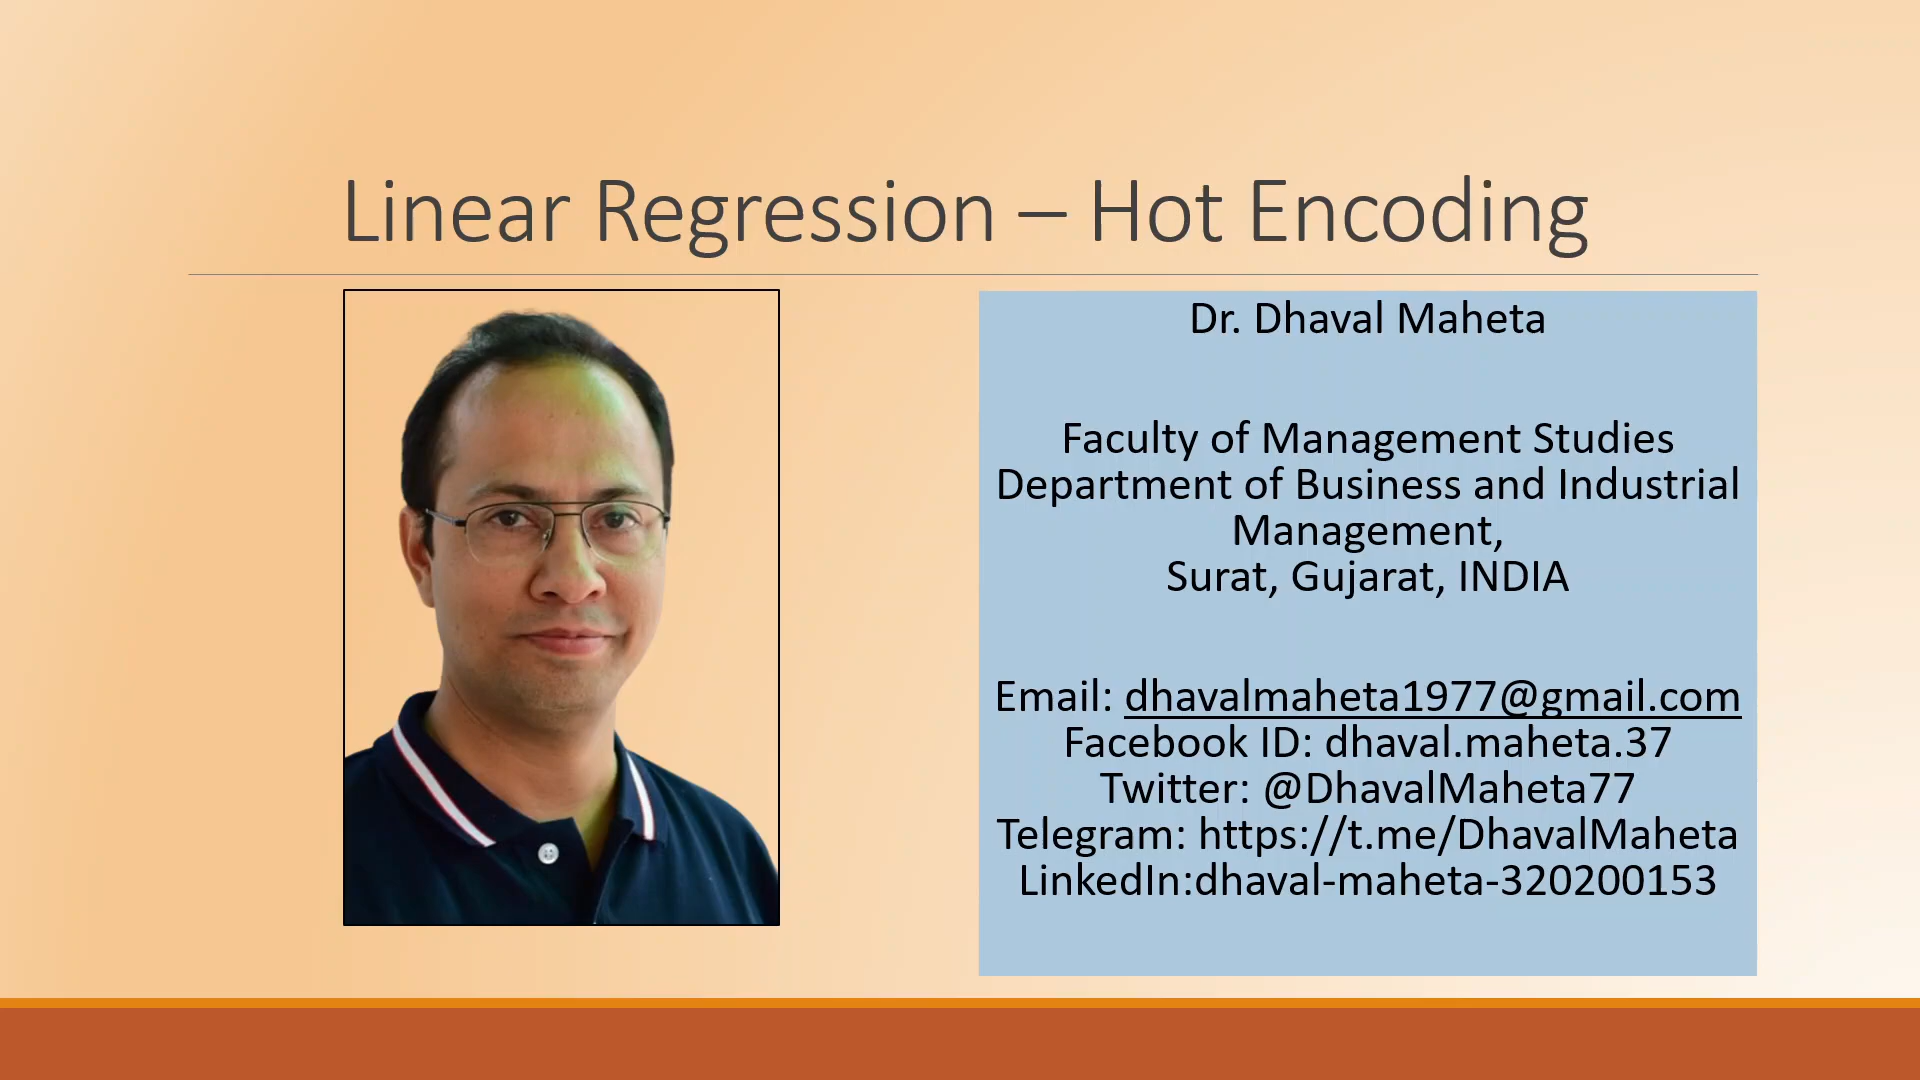 Linear Regression – Hot Encoding
Dr. Dhaval Maheta
Faculty of Management Studies
Department of Business and Industrial
Management,
Surat, Gujarat, INDIA
Email: dhavalmaheta1977@gmail.com
Facebook ID: dhaval.maheta.37
Twitter: @DhavalMaheta77
Telegram: https://t.me/DhavalMaheta
LinkedIn:dhaval-maheta-320200153